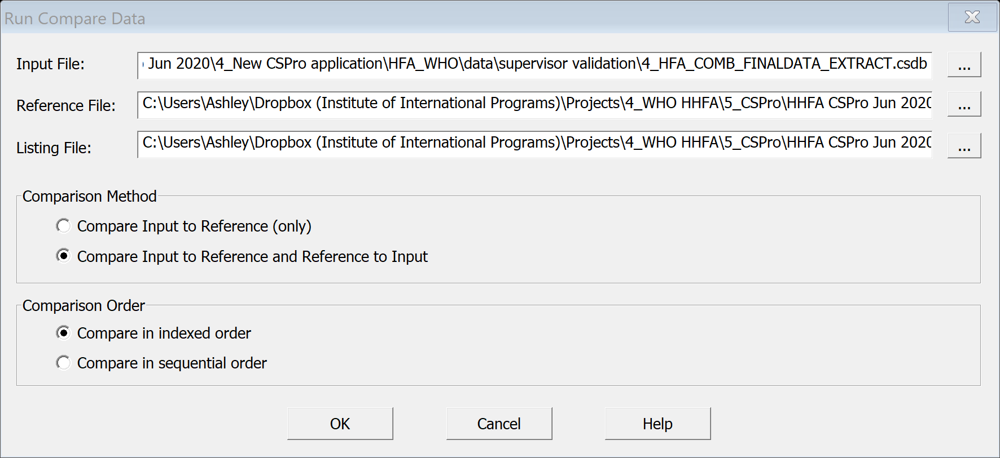 Run Compare Data
Input File:
Jun 2020\4_New CSPro application\HFA_WHO\data\supervisor validation\4_HFA_COMB_FINALDATA_EXTRACT.csdb
...
Reference File:
C:\Users\Ashley\Dropbox (Institute of International Programs)\Projects\4_WHO HHFA\5_CSPro\HHFA CSPro Jun 2020
...
Listing File:
C:\Users\Ashley\Dropbox (Institute of International Programs)\Projects\4_WHO HHFA\5_CSPro\HHFA CSPro Jun 2020
...
Comparison Method
Compare Input to Reference (only)
Compare Input to Reference and Reference to Input
Comparison Order
Compare in indexed order
Compare in sequential order
OK
Cancel
Help